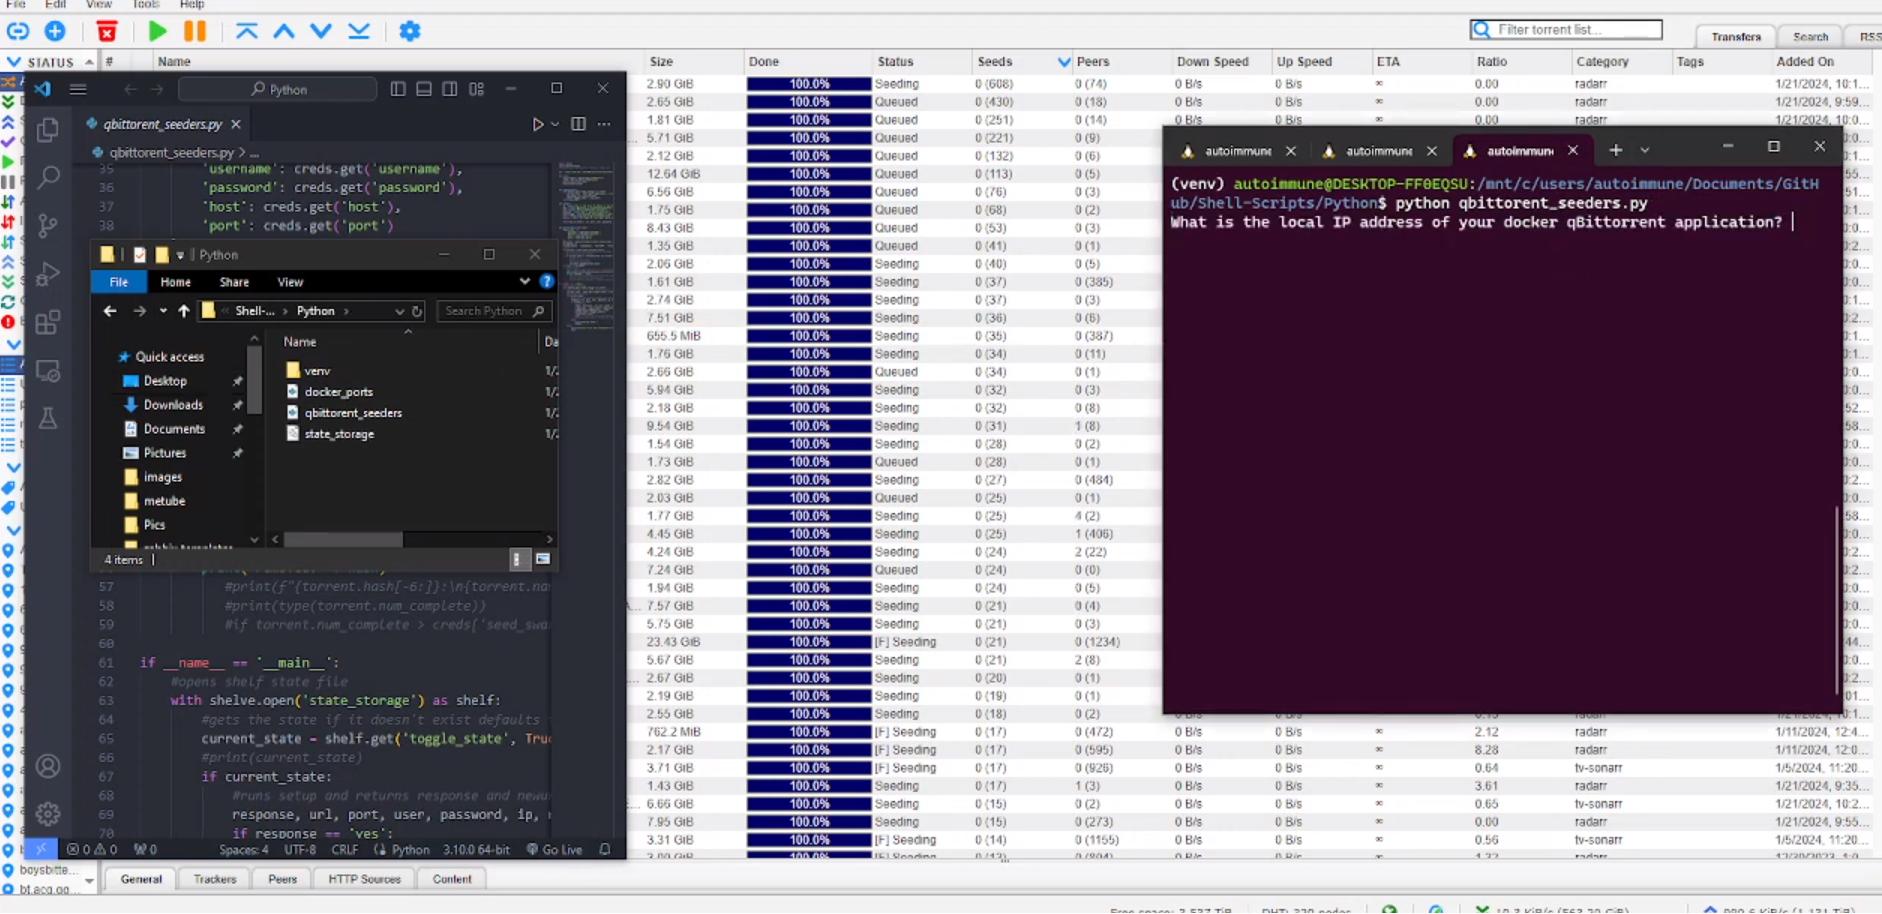 File Edit View Tools Help
Filter torrent list...
Transfers Search RSS
STATUS # Name Size Done Status Seeds Peers Down Speed Up Speed ETA Ratio Category Tags Added On
2.90 GiB 100.0% Seeding 0 (608) 0 (74) 0 B/s 0 B/s ∞ 0.00 radarr 1/21/2024, 10:1...
2.65 GiB 100.0% Queued 0 (430) 0 (18) 0 B/s 0 B/s ∞ 0.00 radarr 1/21/2024, 9:59...
1.81 GiB 100.0% Queued 0 (251) 0 (14) 0 B/s 0 B/s ∞ 0.00 radarr
5.71 GiB 100.0% Queued 0 (221) 0 (9)
2.12 GiB 100.0% Queued 0 (132) 0 (6)
12.64 GiB 100.0% Queued 0 (113) 0 (5)
6.56 GiB 100.0% Queued 0 (76) 0 (3)
1.75 GiB 100.0% Queued 0 (68) 0 (2)
8.43 GiB 100.0% Queued 0 (53) 0 (3)
1.35 GiB 100.0% Queued 0 (41) 0 (1)
2.06 GiB 100.0% Seeding 0 (40) 0 (5)
1.61 GiB 100.0% Seeding 0 (37) 0 (385)
2.74 GiB 100.0% Seeding 0 (37) 0 (3)
7.51 GiB 100.0% Seeding 0 (36) 0 (6)
655.5 MiB 100.0% Seeding 0 (35) 0 (387)
1.76 GiB 100.0% Seeding 0 (34) 0 (11)
2.66 GiB 100.0% Queued 0 (34) 0 (1)
5.94 GiB 100.0% Seeding 0 (32) 0 (3)
2.18 GiB 100.0% Seeding 0 (32) 0 (8)
9.54 GiB 100.0% Seeding 0 (31) 1 (8)
1.54 GiB 100.0% Seeding 0 (28) 0 (2)
1.73 GiB 100.0% Queued 0 (28) 0 (1)
2.82 GiB 100.0% Seeding 0 (27) 0 (484)
2.03 GiB 100.0% Queued 0 (25) 0 (1)
1.77 GiB 100.0% Seeding 0 (25) 4 (2)
4.45 GiB 100.0% Seeding 0 (25) 1 (406)
4.24 GiB 100.0% Seeding 0 (24) 2 (22)
7.24 GiB 100.0% Queued 0 (24) 0 (0)
1.94 GiB 100.0% Seeding 0 (24) 0 (5)
7.57 GiB 100.0% Seeding 0 (21) 0 (4)
5.75 GiB 100.0% Seeding 0 (21) 0 (3)
23.43 GiB 100.0% [F] Seeding 0 (21) 0 (1234)
5.67 GiB 100.0% Seeding 0 (21) 2 (8)
2.67 GiB 100.0% Seeding 0 (20) 0 (1)
2.19 GiB 100.0% Seeding 0 (19) 0 (1)
2.55 GiB 100.0% Seeding 0 (18) 0 (2)
762.2 MiB 100.0% [F] Seeding 0 (17) 0 (472) 0 B/s 0 B/s ∞ 2.12 radarr 1/11/2024, 12:4...
2.17 GiB 100.0% [F] Seeding 0 (17) 0 (595) 0 B/s 0 B/s ∞ 8.28 radarr 1/11/2024, 12:0...
3.71 GiB 100.0% [F] Seeding 0 (17) 0 (926) 0 B/s 0 B/s ∞ 0.64 tv-sonarr 1/5/2024, 11:20...
1.43 GiB 100.0% [F] Seeding 0 (17) 1 (3) 0 B/s 0 B/s ∞ 3.61 radarr 1/21/2024, 9:35...
6.66 GiB 100.0% Seeding 0 (15) 0 (2) 0 B/s 0 B/s ∞ 0.65 tv-sonarr 1/21/2024, 10:2...
7.95 GiB 100.0% Seeding 0 (15) 0 (273) 0 B/s 0 B/s ∞ 0.00 radarr 1/21/2024, 9:55...
3.31 GiB 100.0% [F] Seeding 0 (14) 0 (1155) 0 B/s 0 B/s ∞ 0.56 tv-sonarr 1/5/2024, 11:20...
Python
qbittorent_seeders.py
qbittorent_seeders.py > ...
35 'username': creds.get('username'),
36 'password': creds.get('password'),
37 'host': creds.get('host'),
38 'port': creds.get('port')
Python
File Home Share View
Shell-... > Python > Search Python
Name
Quick access
Desktop
Downloads
Documents
Pictures
images
metube
Pics
venv
docker_ports
qbittorent_seeders
state_storage
4 items
57 #print(f"{torrent.hash[-6:]}:\n{torrent.na
58 #print(type(torrent.num_complete))
59 #if torrent.num_complete > creds['seed_swa
60
61 if __name__ == '__main__':
62 #opens shelf state file
63 with shelve.open('state_storage') as shelf:
64 #gets the state if it doesn't exist defaults
65 current_state = shelf.get('toggle_state', True
66 #print(current_state)
67 if current_state:
68 #runs setup and returns response and newu
69 response, url, port, user, password, ip,
70 if response == 'yes':
0 0 0 Spaces: 4 UTF-8 CRLF Python 3.10.0 64-bit Go Live
autoimmune autoimmune autoimmune
(venv) autoimmune@DESKTOP-FF0EQSU:/mnt/c/users/autoimmune/Documents/GitH
ub/Shell-Scripts/Python$ python qbittorent_seeders.py
What is the local IP address of your docker qBittorrent application?
boysbitte...
General Trackers Peers HTTP Sources Content